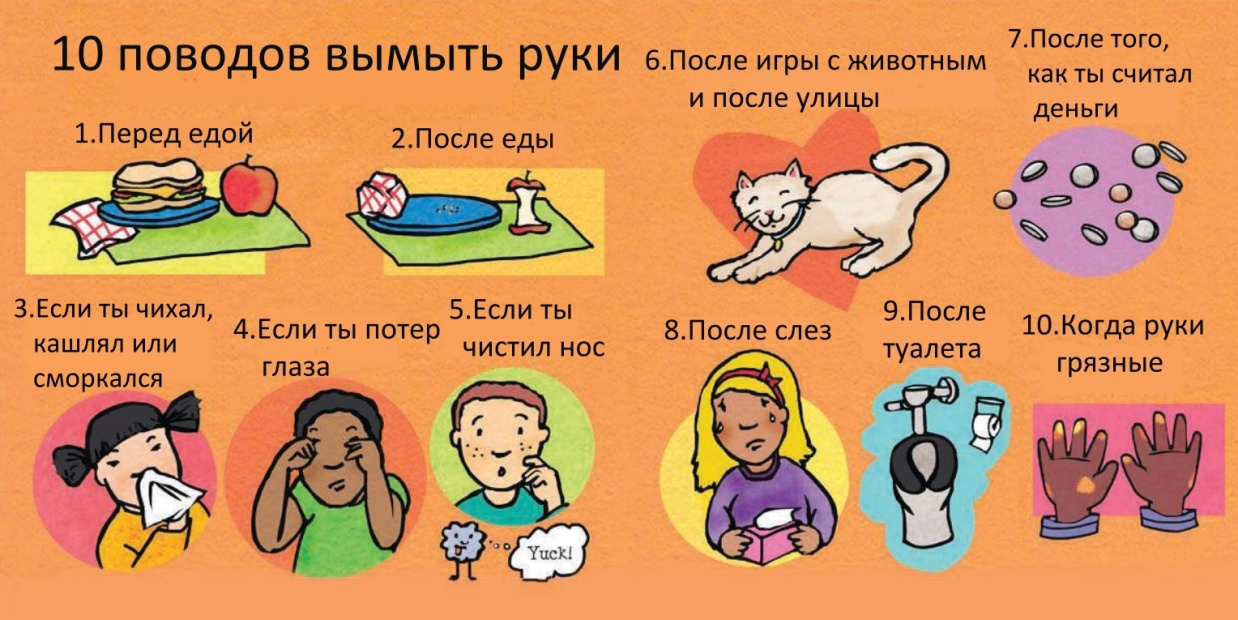 10 поводов вымыть руки
1.Перед едой
2.После еды
3.Если ты чихал,
кашлял или
сморкался
4.Если ты потер
глаза
5.Если ты
чистил нос
Yuck!
6.После игры с животным
и после улицы
7.После того,
как ты считал
деньги
8.После слез
9.После
туалета
10.Когда руки
грязные